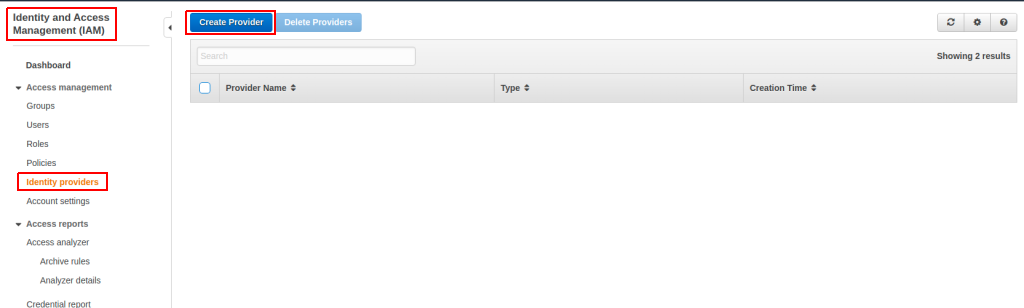 Identity and Access
Management (IAM)
Dashboard
Access management
Groups
Users
Roles
Policies
Identity providers
Account settings
Access reports
Access analyzer
Archive rules
Analyzer details
Credential report
Create Provider Delete Providers
Search Showing 2 results
Provider Name Type Creation Time